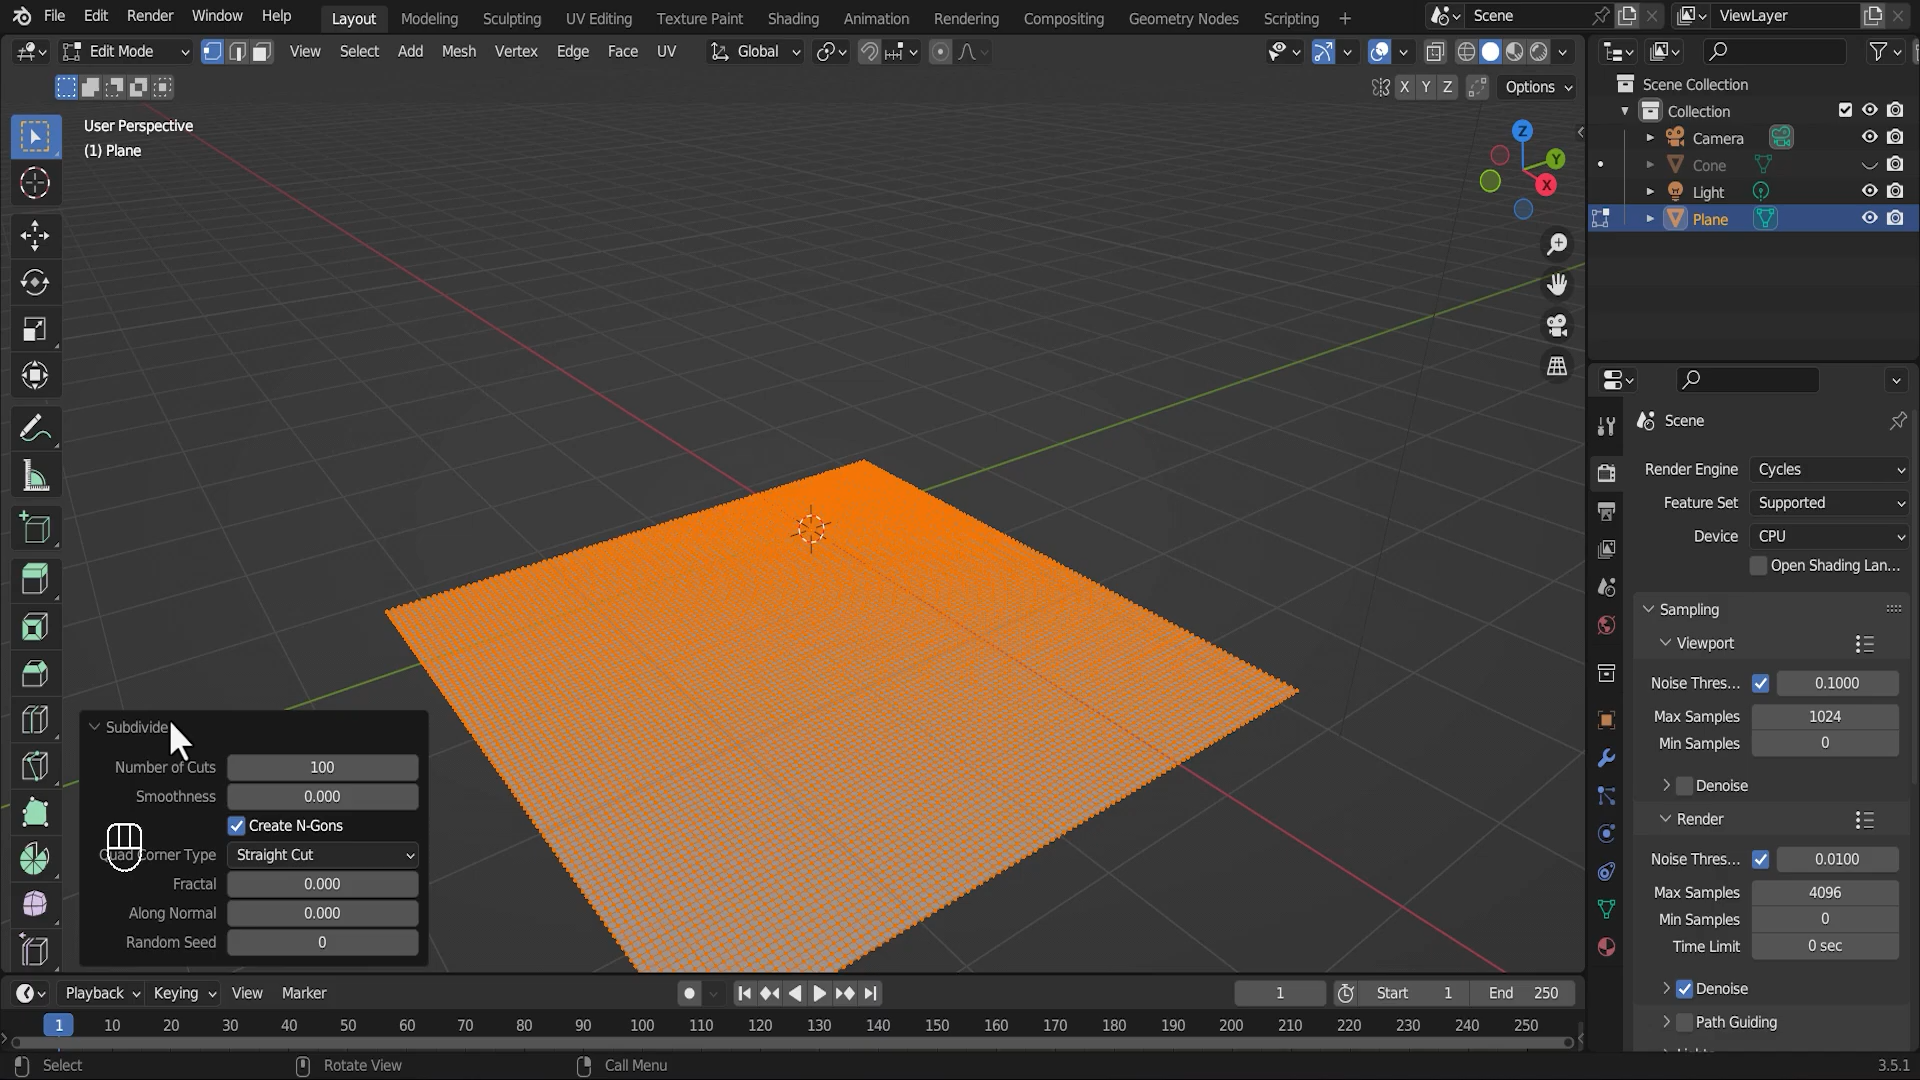 File Edit Render Window Help Layout Modeling Sculpting UV Editing Texture Paint Shading Animation Rendering Compositing Geometry Nodes Scripting + Scene ViewLayer
Edit Mode View Select Add Mesh Vertex Edge Face UV Global
X Y Z Options
User Perspective
(1) Plane
Z
Y
X
Scene Collection
Collection
Camera
Cone
Light
Plane
Scene
Render Engine Cycles
Feature Set Supported
Device CPU
Open Shading Lan...
Sampling
Viewport
Noise Thres... 0.1000
Max Samples 1024
Min Samples 0
Denoise
Render
Noise Thres... 0.0100
Max Samples 4096
Min Samples 0
Time Limit 0 sec
Denoise
Path Guiding
Subdivide
Number of Cuts 100
Smoothness 0.000
Create N-Gons
Quad Corner Type Straight Cut
Fractal 0.000
Along Normal 0.000
Random Seed 0
Playback Keying View Marker 1 Start 1 End 250
1 10 20 30 40 50 60 70 80 90 100 110 120 130 140 150 160 170 180 190 200 210 220 230 240 250
Select Rotate View Call Menu 3.5.1